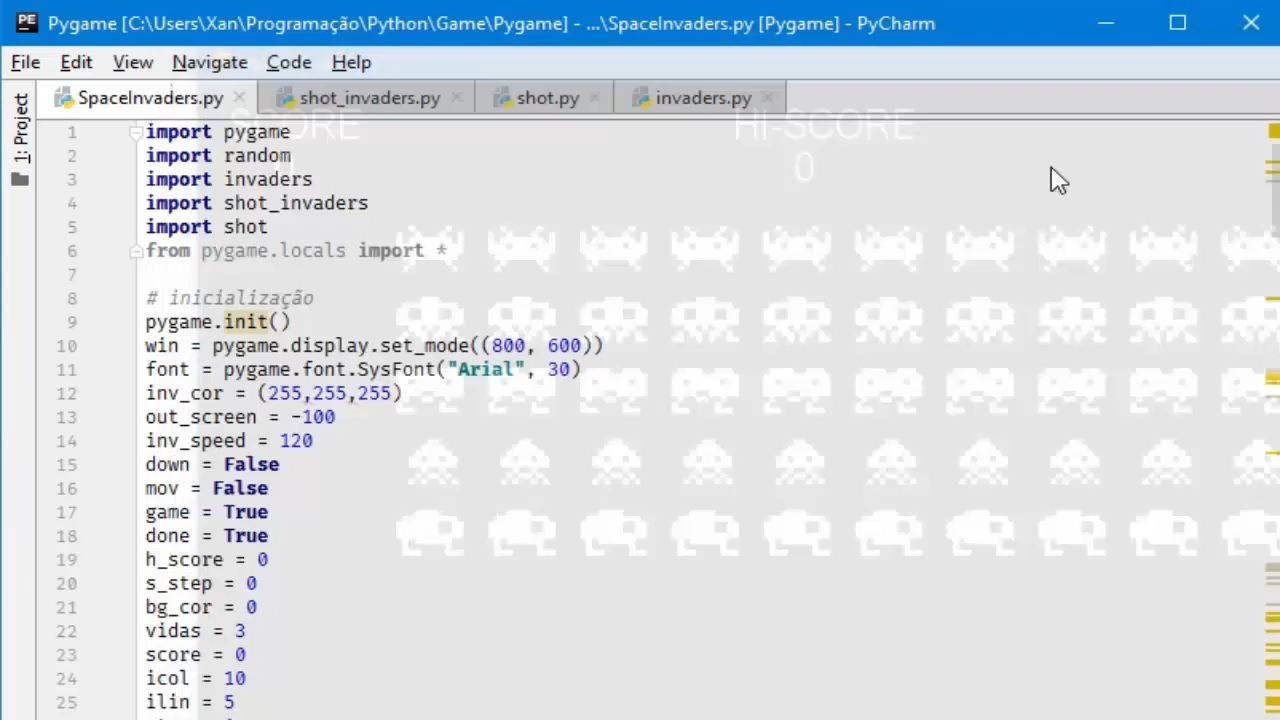 PE Pygame [C:\Users\Xan\Programação\Python\Game\Pygame] - ...\SpaceInvaders.py [Pygame] - PyCharm
File Edit View Navigate Code Help
SpaceInvaders.py shot_invaders.py shot.py invaders.py
1: Project
SCORE HI-SCORE
0
1 import pygame
2 import random
3 import invaders
4 import shot_invaders
5 import shot
6 from pygame.locals import *
7
8 # inicialização
9 pygame.init()
10 win = pygame.display.set_mode((800, 600))
11 font = pygame.font.SysFont("Arial", 30)
12 inv_cor = (255,255,255)
13 out_screen = -100
14 inv_speed = 120
15 down = False
16 mov = False
17 game = True
18 done = True
19 h_score = 0
20 s_step = 0
21 bg_cor = 0
22 vidas = 3
23 score = 0
24 icol = 10
25 ilin = 5